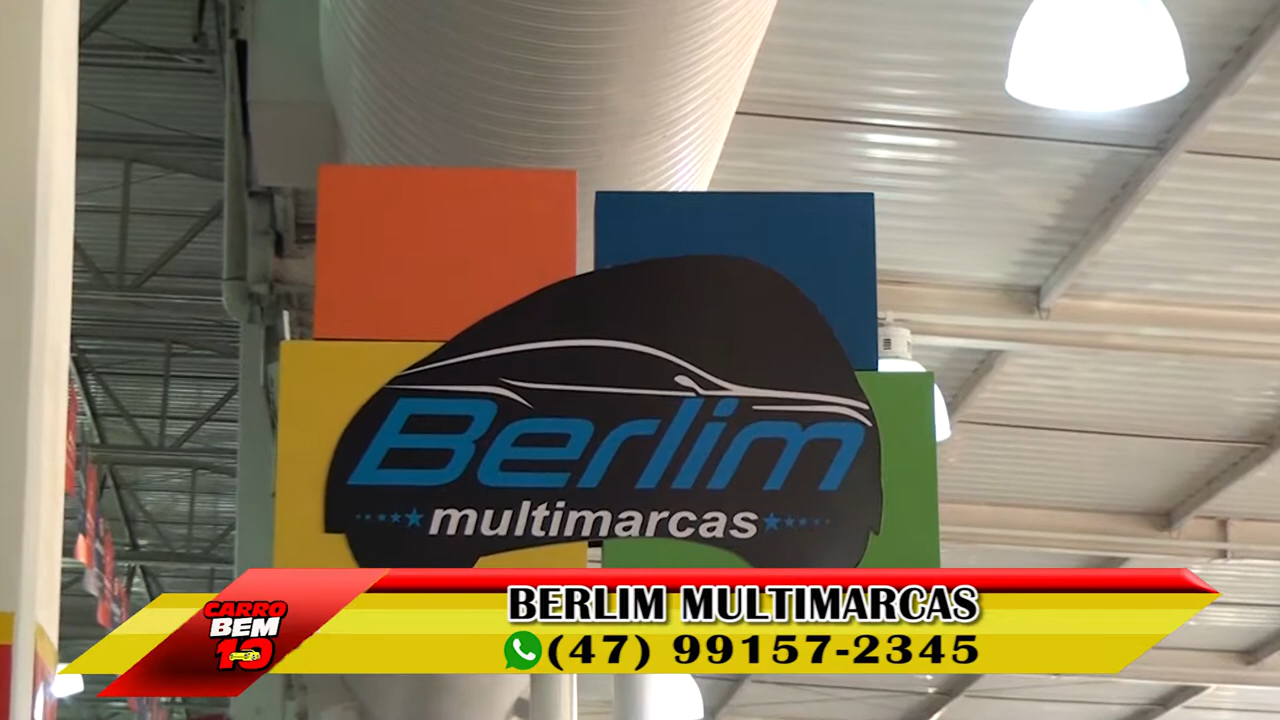 Berlim
multimarcas
CARRO
BEM
10
BERLIM MULTIMARCAS
(47) 99157-2345